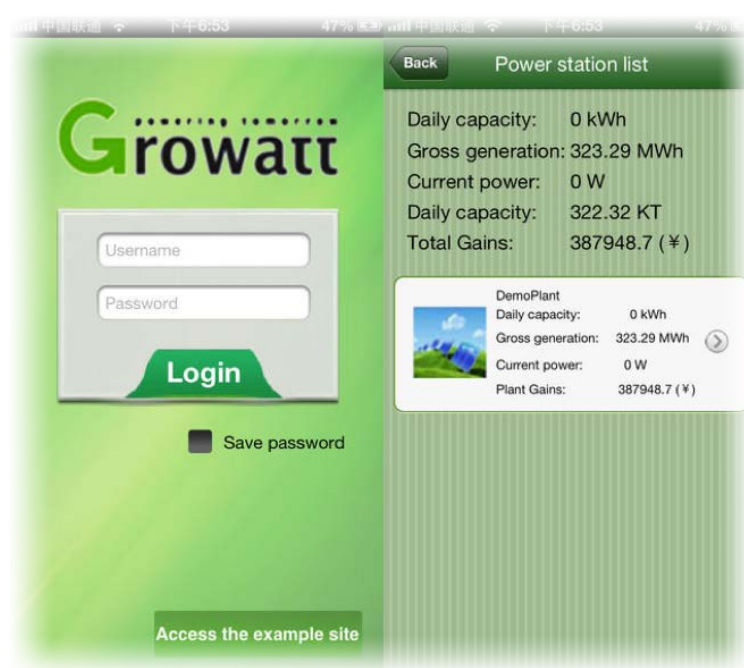 中国联通 下午6:53 47%
powering tomorrow
Growatt
Username
Password
Login
Save password
Access the example site
中国联通 下午6:53 47%
Back Power station list
Daily capacity: 0 kWh
Gross generation: 323.29 MWh
Current power: 0 W
Daily capacity: 322.32 KT
Total Gains: 387948.7 (¥)
DemoPlant
Daily capacity: 0 kWh
Gross generation: 323.29 MWh
Current power: 0 W
Plant Gains: 387948.7 (¥)